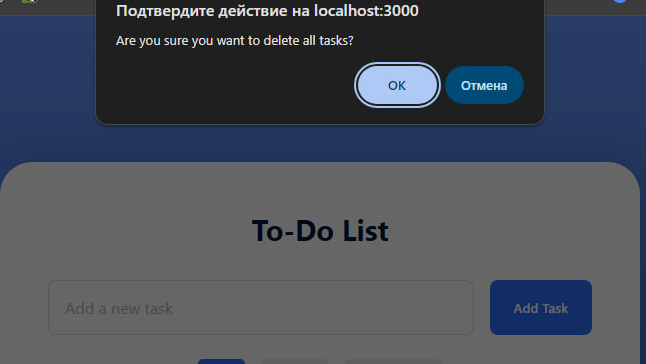 Подтвердите действие на localhost:3000
Are you sure you want to delete all tasks?
ОК
Отмена
To-Do List
Add a new task
Add Task